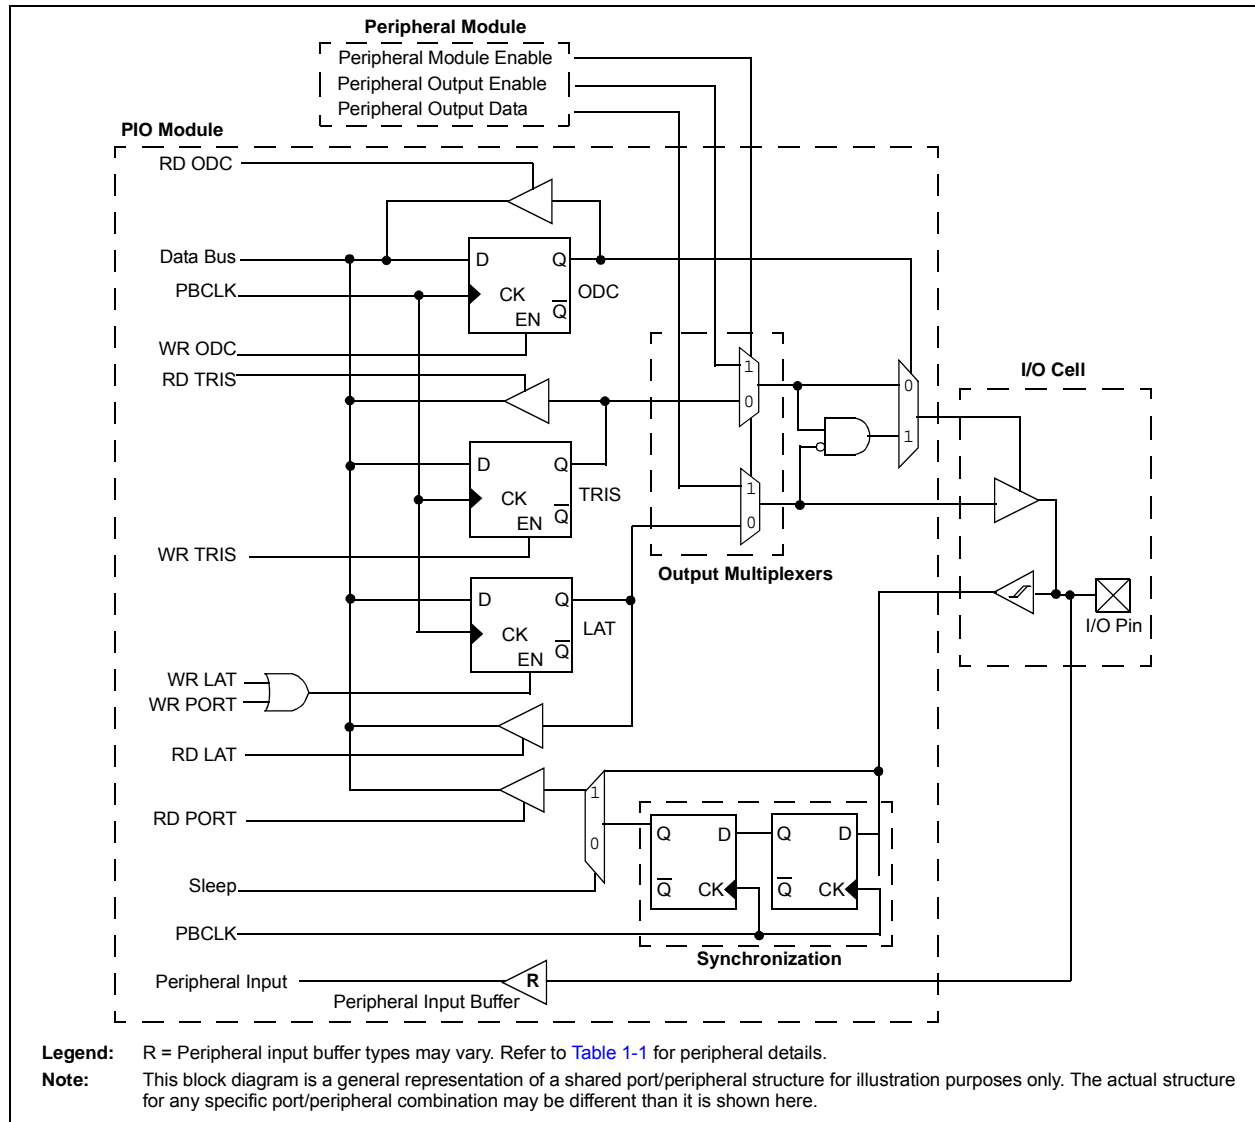 Peripheral Module
Peripheral Module Enable
Peripheral Output Enable
Peripheral Output Data
PIO Module
RD ODC
Data Bus
D
Q
PBCLK
CK
ODC
Q
EN
WR ODC
RD TRIS
1
0
0
1
I/O Cell
D
Q
CK
TRIS
Q
EN
WR TRIS
1
0
Output Multiplexers
D
Q
CK
LAT
Q
EN
I/O Pin
WR LAT
WR PORT
RD LAT
RD PORT
1
0
Q
D
Q
D
Sleep
Q
CK
Q
CK
PBCLK
Synchronization
Peripheral Input
R
Peripheral Input Buffer
Legend: R = Peripheral input buffer types may vary. Refer to Table 1-1 for peripheral details.
Note: This block diagram is a general representation of a shared port/peripheral structure for illustration purposes only. The actual structure
for any specific port/peripheral combination may be different than it is shown here.